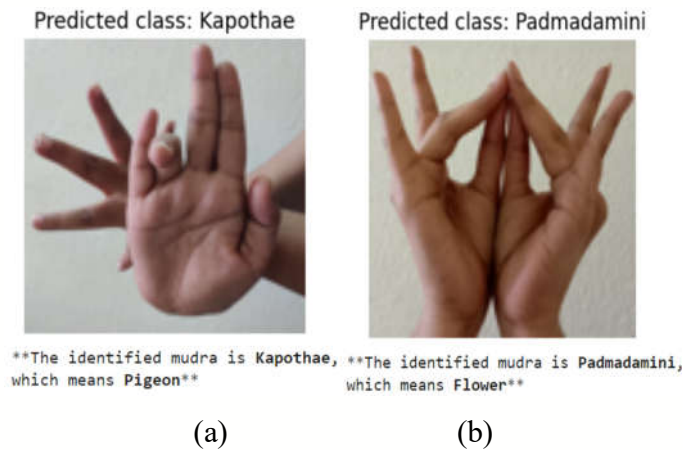 Predicted class: Kapothae
Predicted class: Padmadamini
**The identified mudra is Kapothae,
which means Pigeon**
**The identified mudra is Padmadamini,
which means Flower**
(a)
(b)